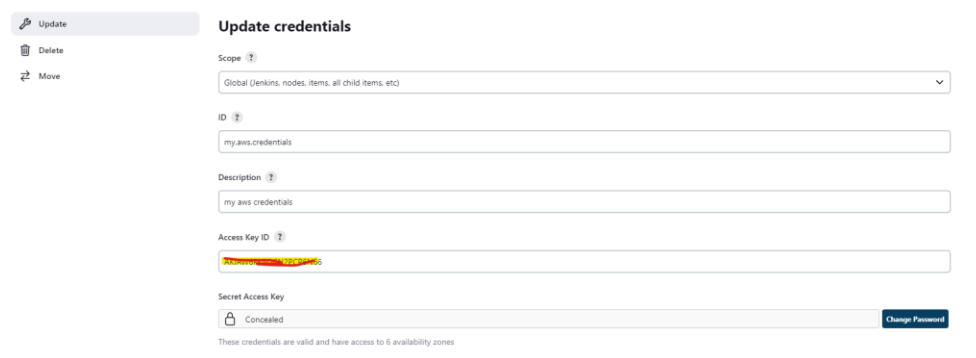 Update
Delete
Move
Update credentials
Scope ?
Global (Jenkins, nodes, items, all child items, etc)
ID ?
my.aws.credentials
Description ?
my aws credentials
Access Key ID ?
Secret Access Key
Concealed
Change Password
These credentials are valid and have access to 6 availability zones